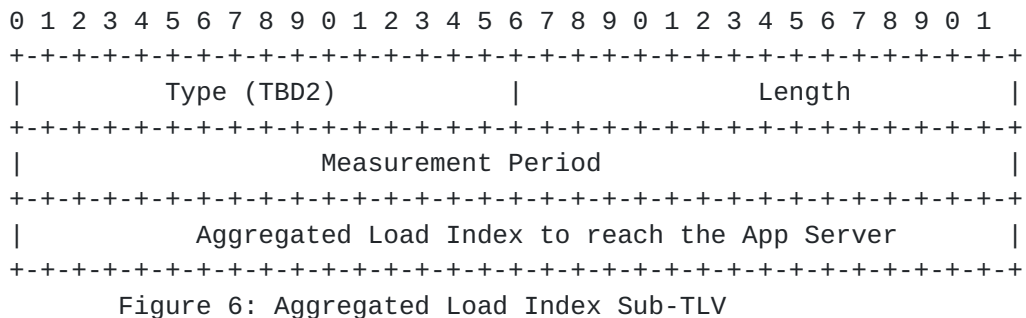 0 1 2 3 4 5 6 7 8 9 0 1 2 3 4 5 6 7 8 9 0 1 2 3 4 5 6 7 8 9 0 1
+-+-+-+-+-+-+-+-+-+-+-+-+-+-+-+-+-+-+-+-+-+-+-+-+-+-+-+-+-+-+-+-+
|         Type (TBD2)           |               Length          |
+-+-+-+-+-+-+-+-+-+-+-+-+-+-+-+-+-+-+-+-+-+-+-+-+-+-+-+-+-+-+-+-+
|                   Measurement Period                          |
+-+-+-+-+-+-+-+-+-+-+-+-+-+-+-+-+-+-+-+-+-+-+-+-+-+-+-+-+-+-+-+-+
|           Aggregated Load Index to reach the App Server       |
+-+-+-+-+-+-+-+-+-+-+-+-+-+-+-+-+-+-+-+-+-+-+-+-+-+-+-+-+-+-+-+-+
Figure 6: Aggregated Load Index Sub-TLV